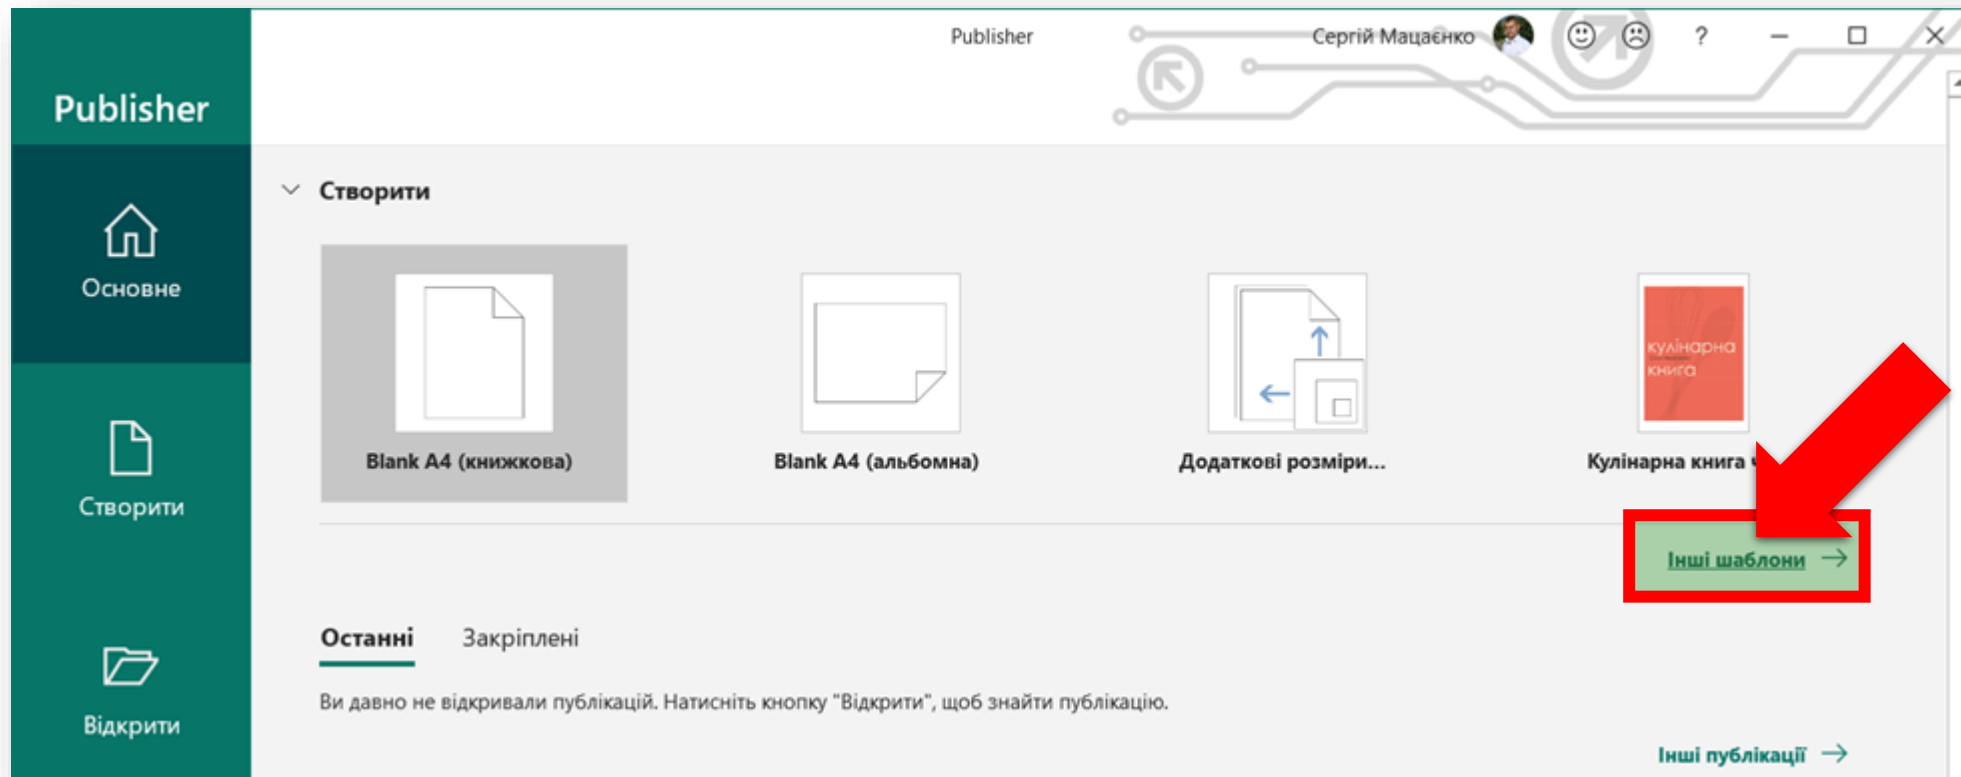 Publisher
Сергій Мацаєнко
?
Publisher
Основне
Створити
Відкрити
Створити
кулінарна
книга
Blank A4 (книжкова)
Blank A4 (альбомна)
Додаткові розміри...
Кулінарна книга
Інші шаблони
Останні
Закріплені
Ви давно не відкривали публікацій. Натисніть кнопку "Відкрити", щоб знайти публікацію.
Інші публікації